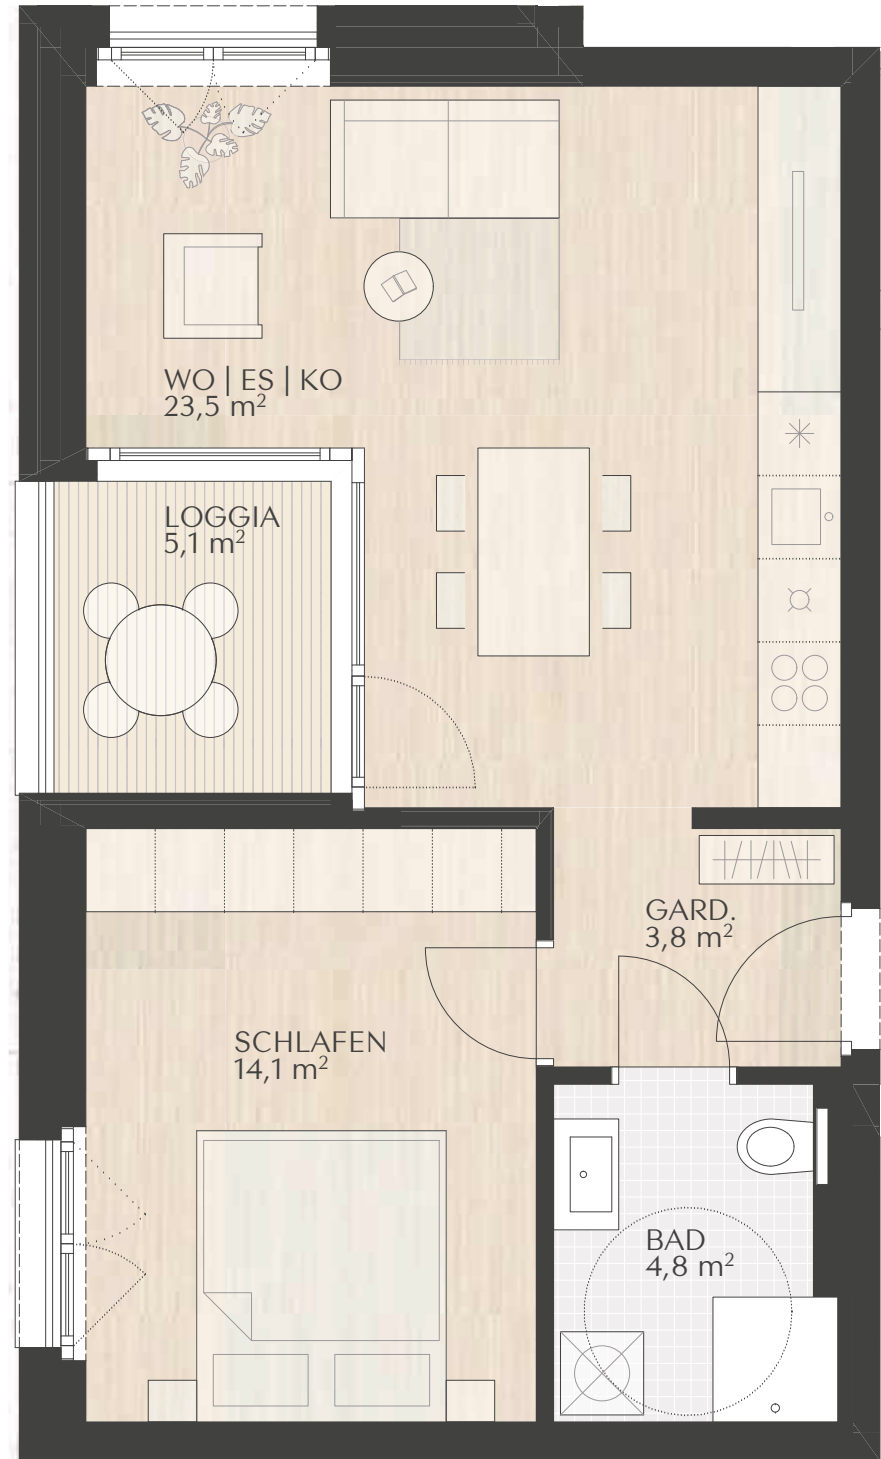 WO | ES | KO
23,5 m²
LOGGIA
5,1 m²
GARD.
3,8 m²
SCHLAFEN
14,1 m²
BAD
4,8 m²